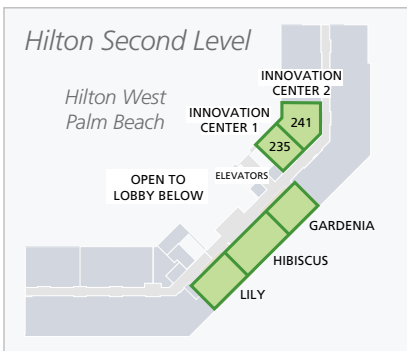 Hilton Second Level
Hilton West
Palm Beach
INNOVATION
CENTER 2
INNOVATION
CENTER 1
241
235
ELEVATORS
OPEN TO
LOBBY BELOW
GARDENIA
HIBISCUS
LILY